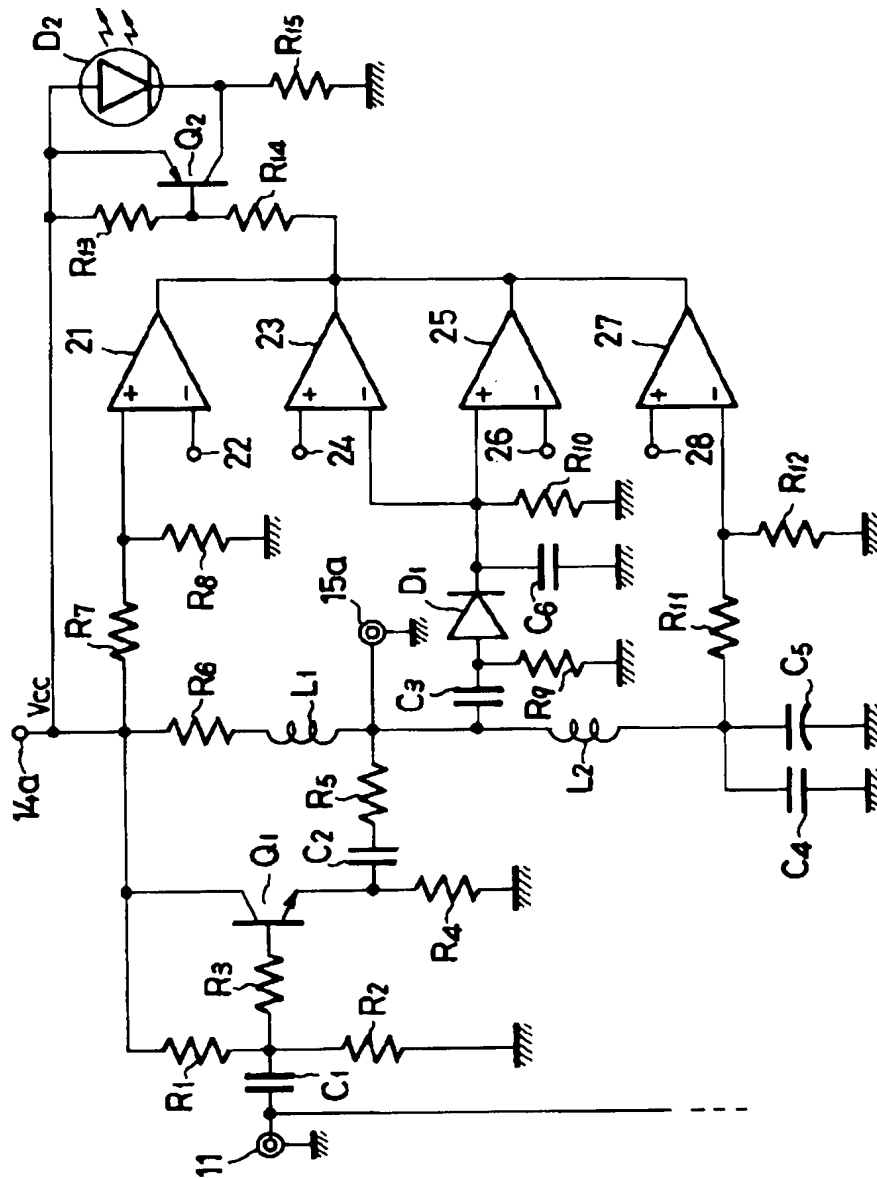 11
C1
R1
R2
R3
Q1
R4
C2
R5
14a
Vcc
R6
L1
15a
C3
L2
C4
C5
R7
R8
D1
R9
C6
R10
R11
R12
21
+
-
22
23
+
-
24
25
+
-
26
27
+
-
28
R13
R14
Q2
D2
R15